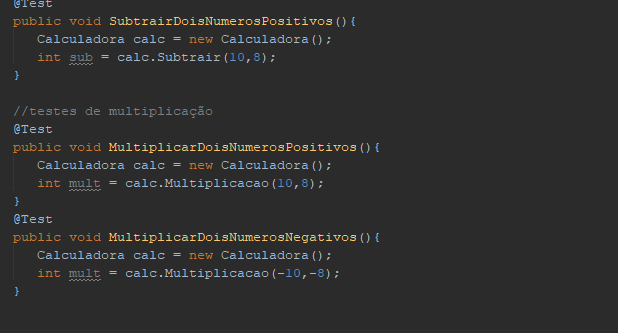 @Test
public void SubtrairDoisNumerosPositivos(){
Calculadora calc = new Calculadora();
int sub = calc.Subtrair(10,8);
}
//testes de multiplicação
@Test
public void MultiplicarDoisNumerosPositivos(){
Calculadora calc = new Calculadora();
int mult = calc.Multiplicacao(10,8);
}
@Test
public void MultiplicarDoisNumerosNegativos(){
Calculadora calc = new Calculadora();
int mult = calc.Multiplicacao(-10,-8);
}